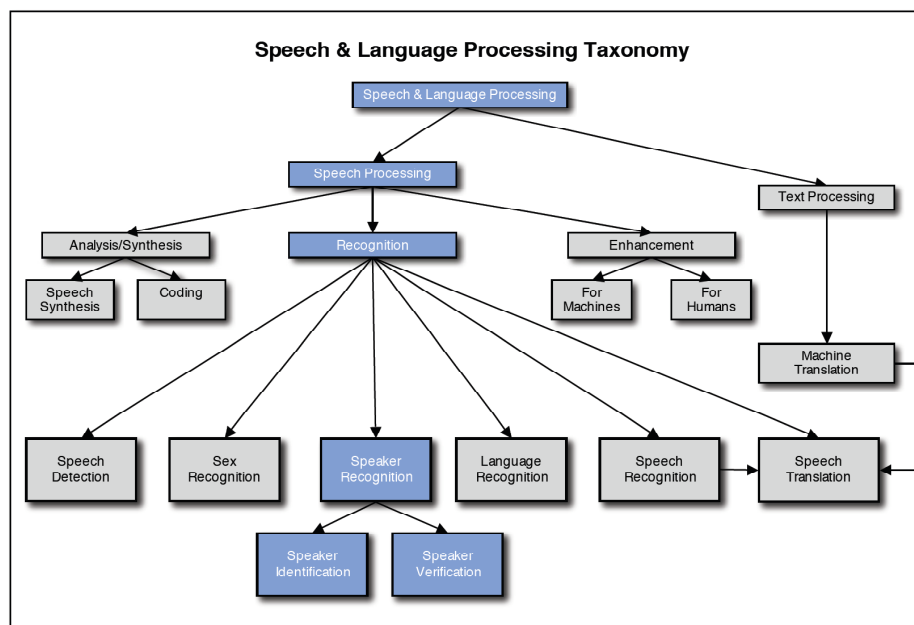 Speech & Language Processing Taxonomy
Speech & Language Processing
Speech Processing
Text Processing
Analysis/Synthesis
Recognition
Enhancement
Speech
Synthesis
Coding
For
Machines
For
Humans
Machine
Translation
Speech
Detection
Sex
Recognition
Speaker
Recognition
Language
Recognition
Speech
Recognition
Speech
Translation
Speaker
Identification
Speaker
Verification